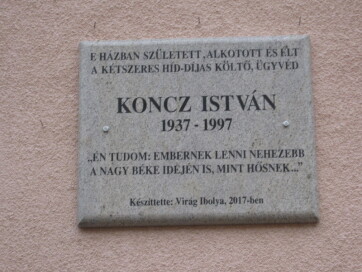 E HÁZBAN SZÜLETETT, ALKOTOTT ÉS ÉLT
A KÉTSZERES HÍD-DÍJAS KÖLTŐ, ÜGYVÉD
KONCZ ISTVÁN
1937 - 1997
„ÉN TUDOM: EMBERNEK LENNI NEHEZEBB
A NAGY BÉKE IDEJÉN IS, MINT HŐSNEK..."
Készíttette: Virág Ibolya, 2017-ben